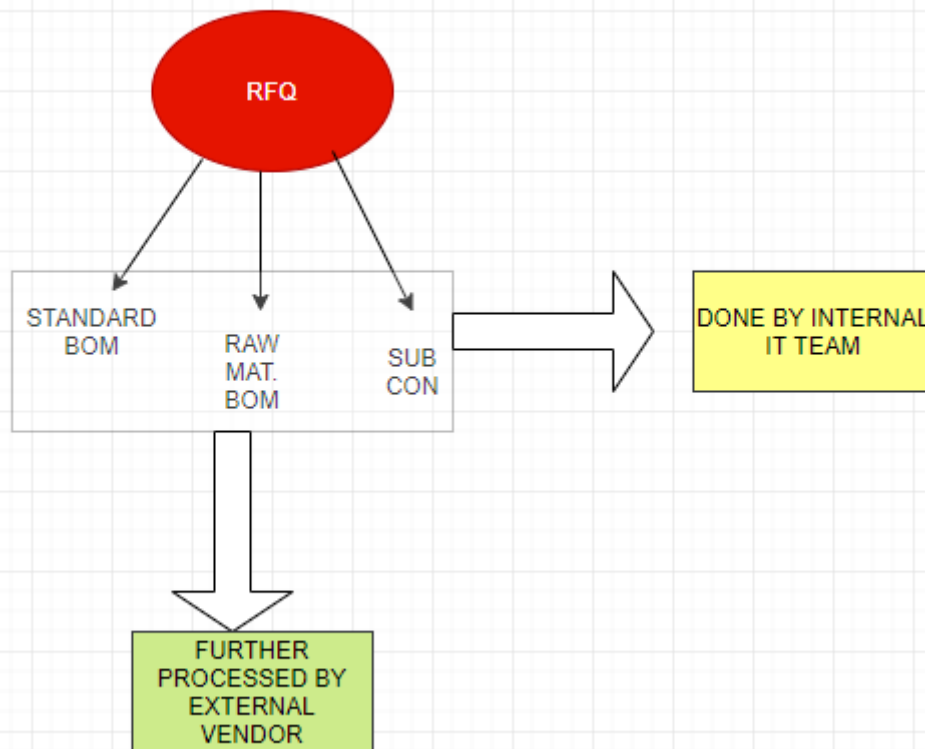 RFQ
STANDARD
BOM
RAW
MAT.
BOM
SUB
CON
DONE BY INTERNAL
IT TEAM
FURTHER
PROCESSED BY
EXTERNAL
VENDOR